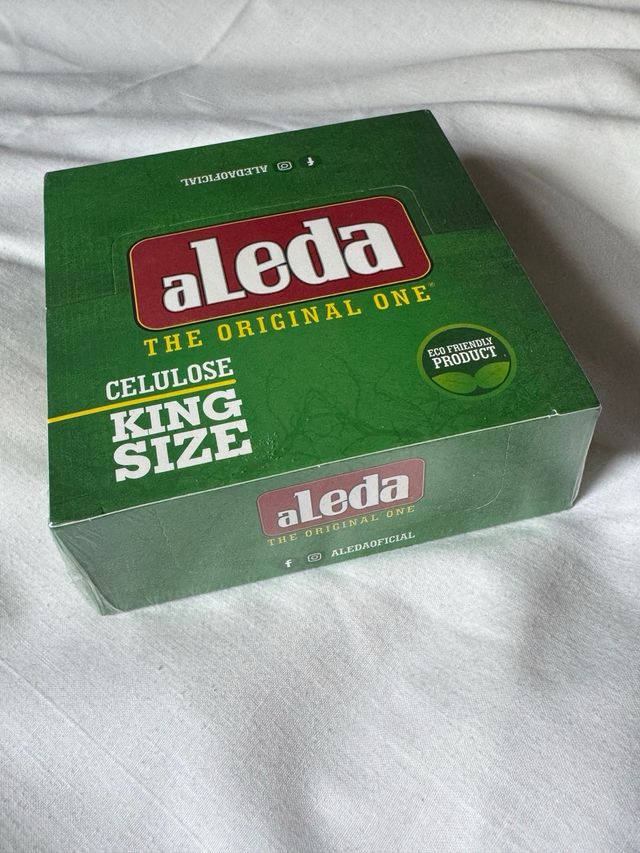 ALEDAOFICIAL
aLeda
THE ORIGINAL ONE®
CELULOSE
KING
SIZE
ECO FRIENDLY
PRODUCT
aLeda
THE ORIGINAL ONE
ALEDAOFICIAL